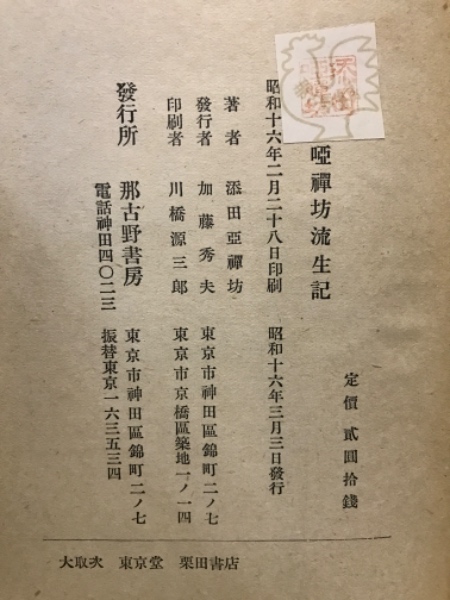 定價 貳圓拾錢
啞禪坊流生記
昭和十六年二月二十八日印刷 昭和十六年三月三日發行
著者 添田亞禪坊
發行者 加藤秀夫 東京市神田區錦町二ノ七
印刷者 川橋源三郎 東京市京橋區築地一ノ一四
發行所 那古野書房 東京市神田區錦町二ノ七
電話神田四〇二三 振替東京一六三五三四
大取次 東京堂 栗田書店